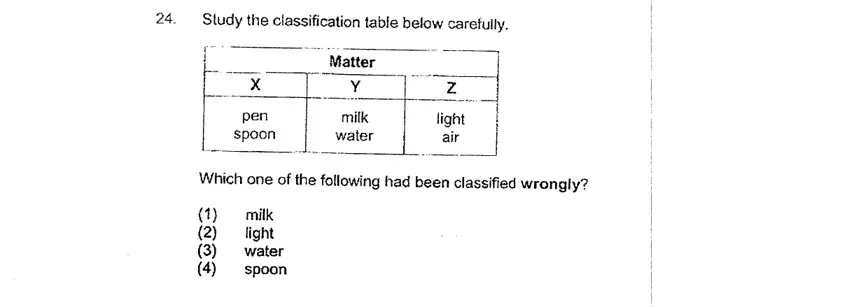 24. Study the classification table below carefully.
Matter
X Y Z
pen milk light
spoon water air
Which one of the following had been classified wrongly?
(1) milk
(2) light
(3) water
(4) spoon